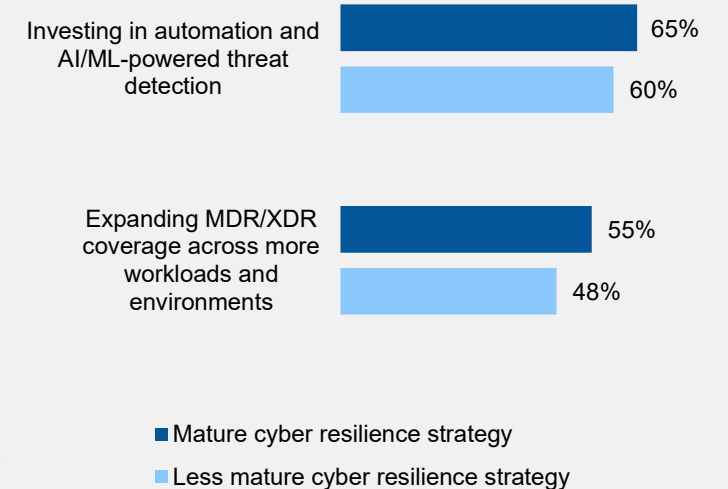 Investing in automation and
AI/ML-powered threat
detection
65%
60%
Expanding MDR/XDR
coverage across more
workloads and
environments
55%
48%
Mature cyber resilience strategy
Less mature cyber resilience strategy